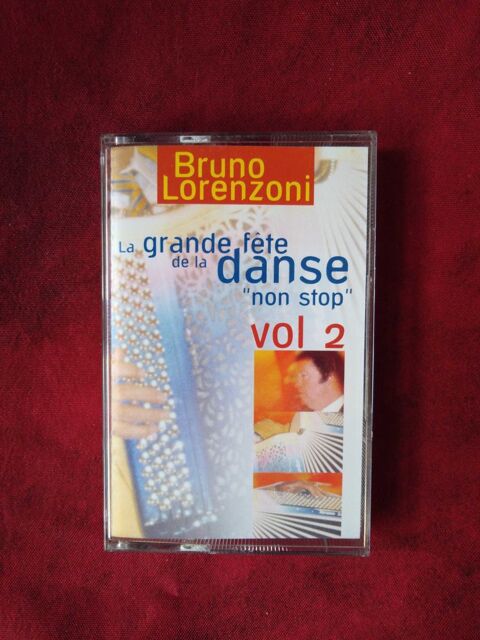 Bruno
Lorenzoni
La grande fête
de la danse
"non stop"
vol 2